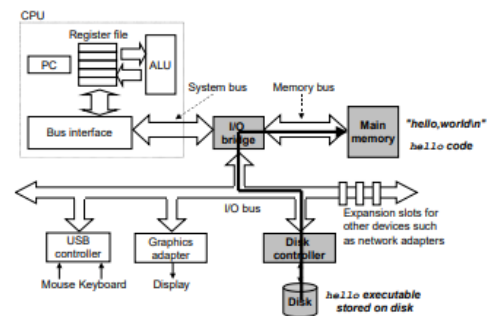 CPU
Register file
PC
ALU
System bus
Memory bus
Bus interface
I/O
bridge
Main
memory
"hello,world\n"
hello code
I/O bus
Expansion slots for
other devices such
as network adapters
USB
controller
Graphics
adapter
Disk
controller
Mouse Keyboard
Display
Disk
hello executable
stored on disk